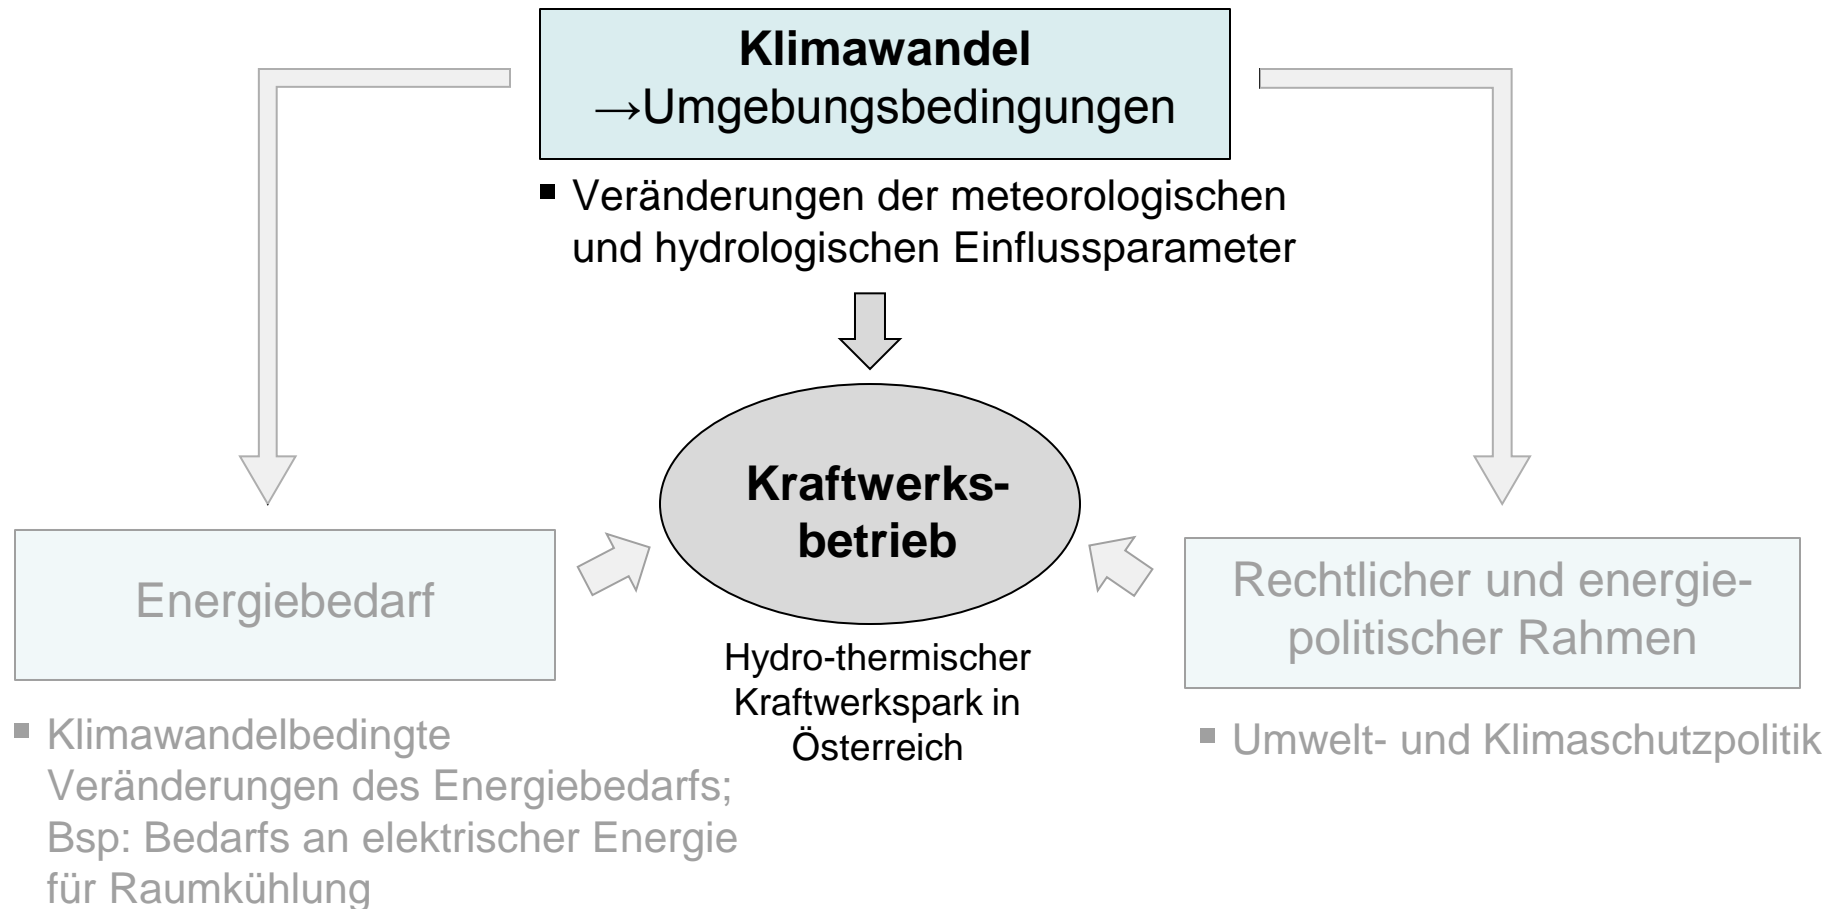 Klimawandel
→Umgebungsbedingungen
▪ Veränderungen der meteorologischen
und hydrologischen Einflussparameter
Kraftwerks-
betrieb
Hydro-thermischer
Kraftwerkspark in
Österreich
Energiebedarf
▪ Klimawandelbedingte
Veränderungen des Energiebedarfs;
Bsp: Bedarfs an elektrischer Energie
für Raumkühlung
Rechtlicher und energie-
politischer Rahmen
▪ Umwelt- und Klimaschutzpolitik